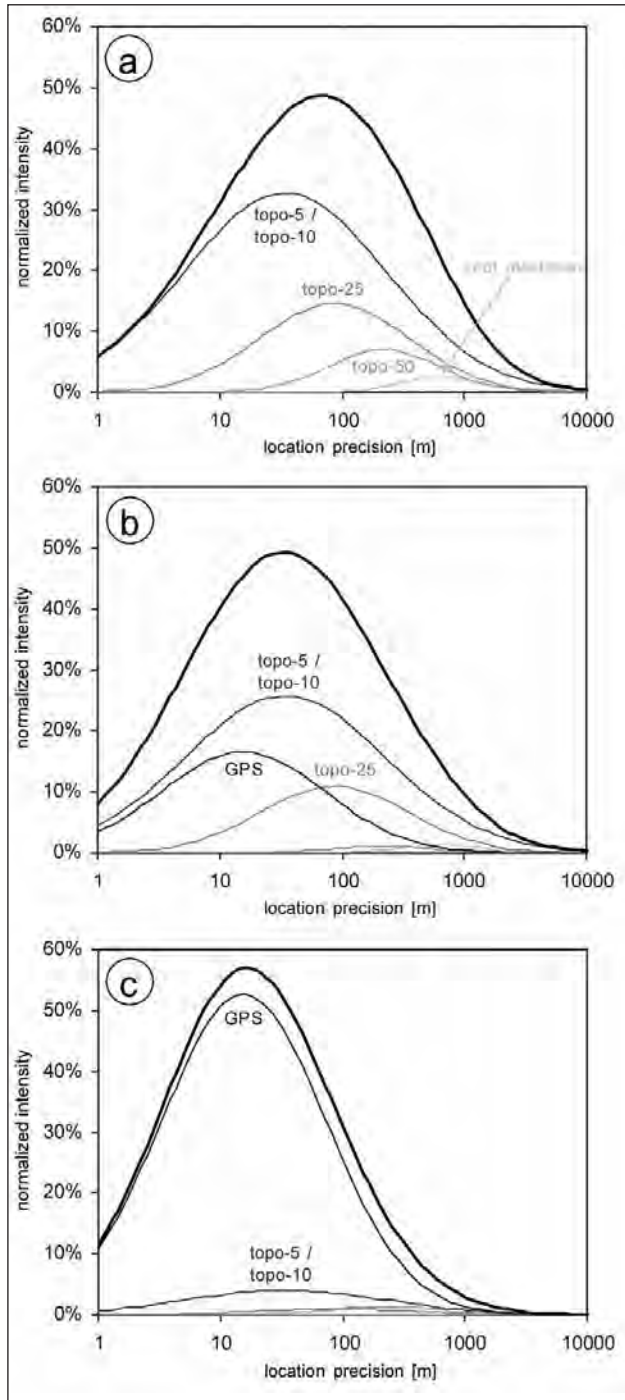 a
60%
50%
40%
30%
20%
10%
0%
normalized intensity
topo-5 /
topo-10
topo-25
topo-50
1 10 100 1000 10000
location precision [m]
b
60%
50%
40%
30%
20%
10%
0%
normalized intensity
topo-5 /
topo-10
GPS
topo-25
1 10 100 1000 10000
location precision [m]
c
60%
50%
40%
30%
20%
10%
0%
normalized intensity
GPS
topo-5 /
topo-10
1 10 100 1000 10000
location precision [m]